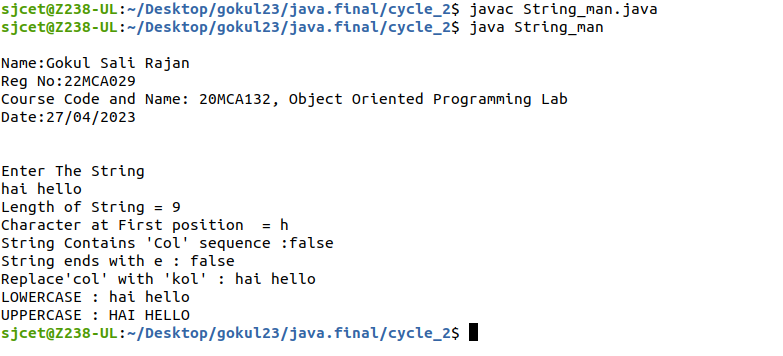 sjcet@Z238-UL:~/Desktop/gokul23/java.final/cycle_2$ javac String_man.java
sjcet@Z238-UL:~/Desktop/gokul23/java.final/cycle_2$ java String_man
Name:Gokul Sali Rajan
Reg No:22MCA029
Course Code and Name: 20MCA132, Object Oriented Programming Lab
Date:27/04/2023
Enter The String
hai hello
Length of String = 9
Character at First position  = h
String Contains 'Col' sequence :false
String ends with e : false
Replace'col' with 'kol' : hai hello
LOWERCASE : hai hello
UPPERCASE : HAI HELLO
sjcet@Z238-UL:~/Desktop/gokul23/java.final/cycle_2$